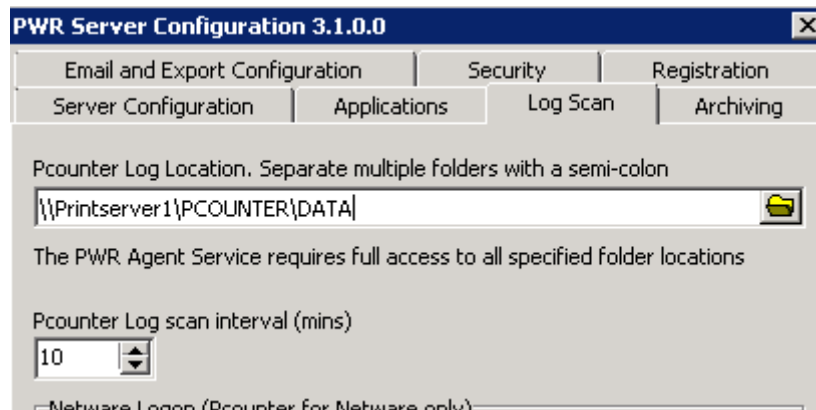 PWR Server Configuration 3.1.0.0
Email and Export Configuration Security Registration
Server Configuration Applications Log Scan Archiving
Pcounter Log Location. Separate multiple folders with a semi-colon
\\Printserver1\PCOUNTER\DATA
The PWR Agent Service requires full access to all specified folder locations
Pcounter Log scan interval (mins)
10
Netware Logon (Pcounter for Netware only)